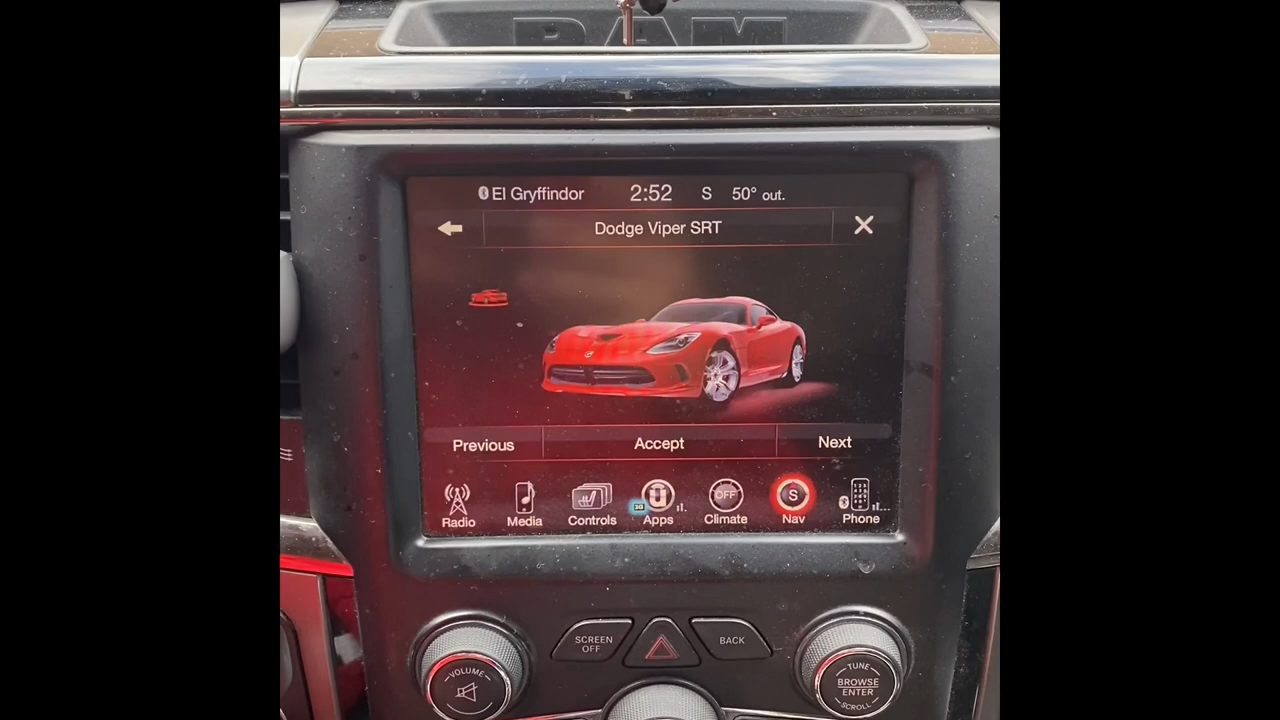 RAM
El Gryffindor 2:52 S 50° out.
Dodge Viper SRT
Previous Accept Next
OFF S
3G
Radio Media Controls Apps Climate Nav Phone
SCREEN OFF
BACK
VOLUME
TUNE
BROWSE
ENTER
SCROLL